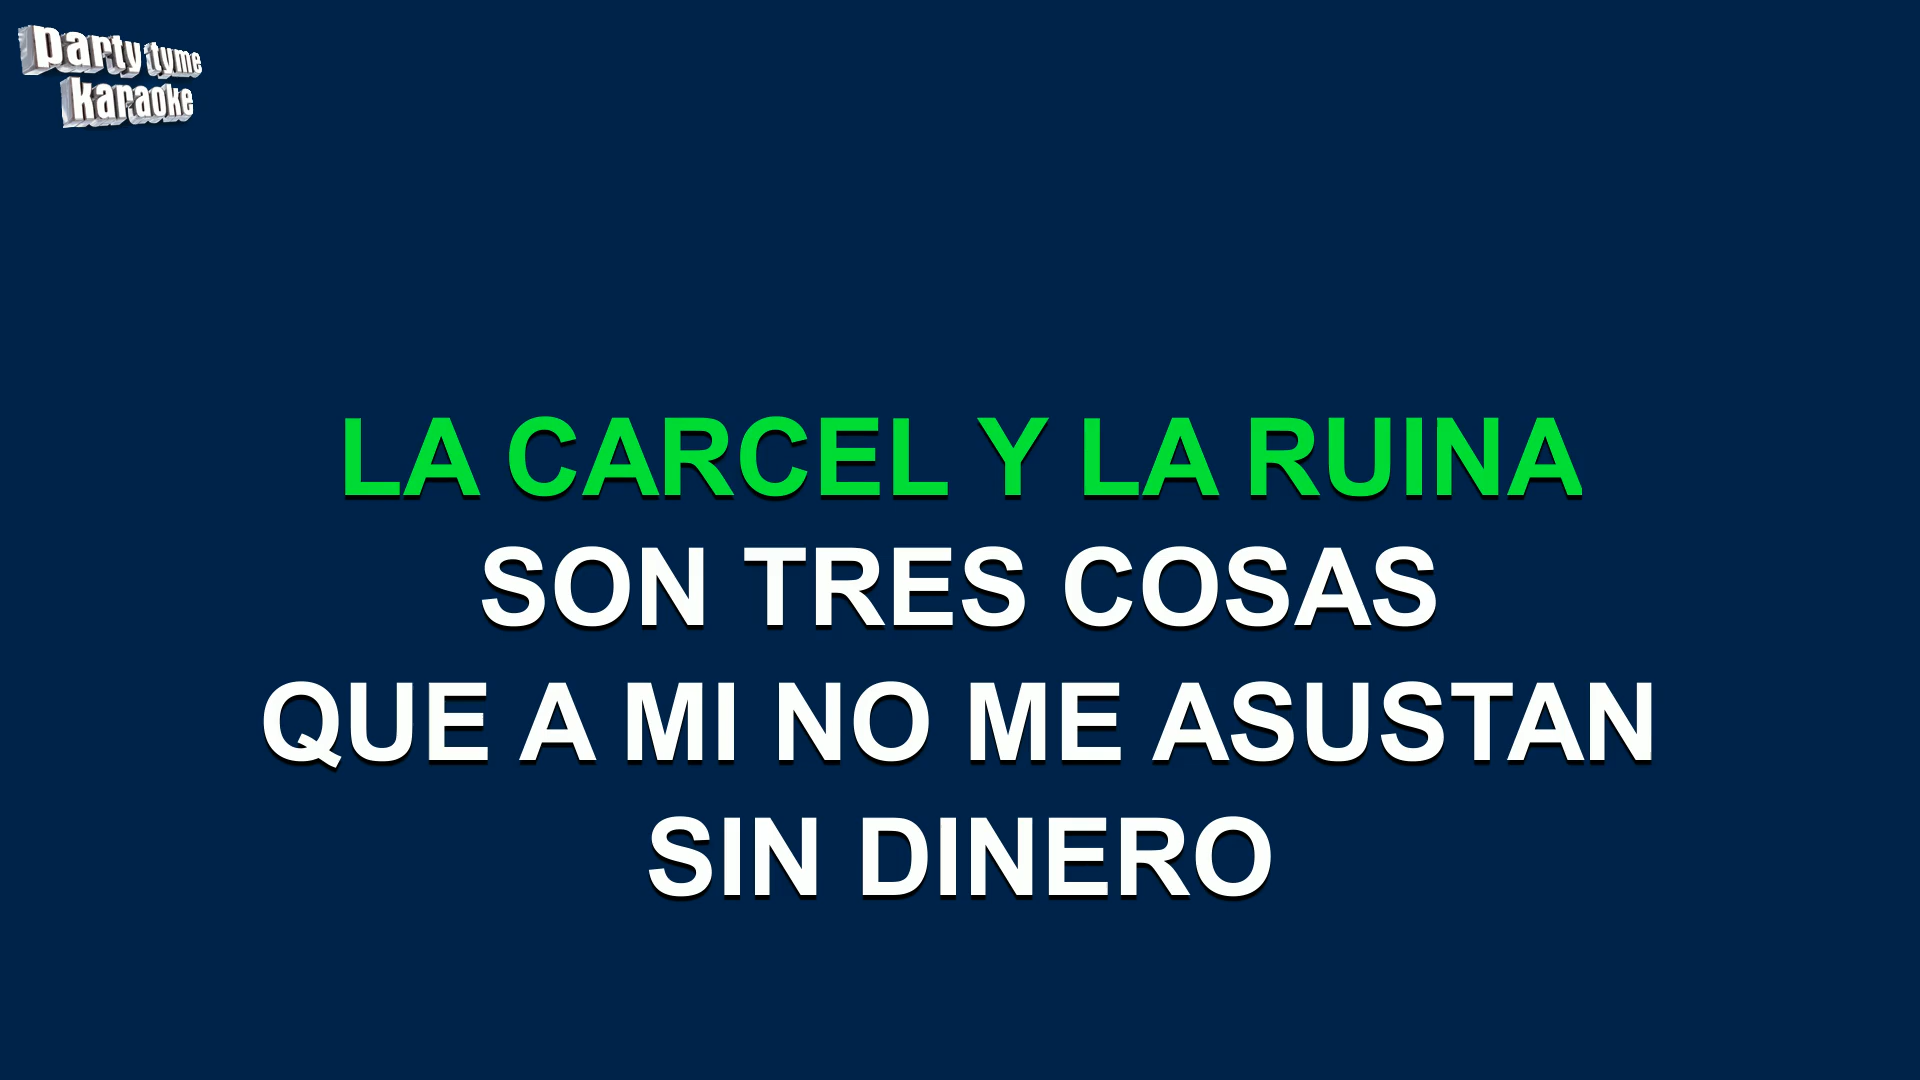 party tyme
karaoke
LA CARCEL Y LA RUINA
SON TRES COSAS
QUE A MI NO ME ASUSTAN
SIN DINERO